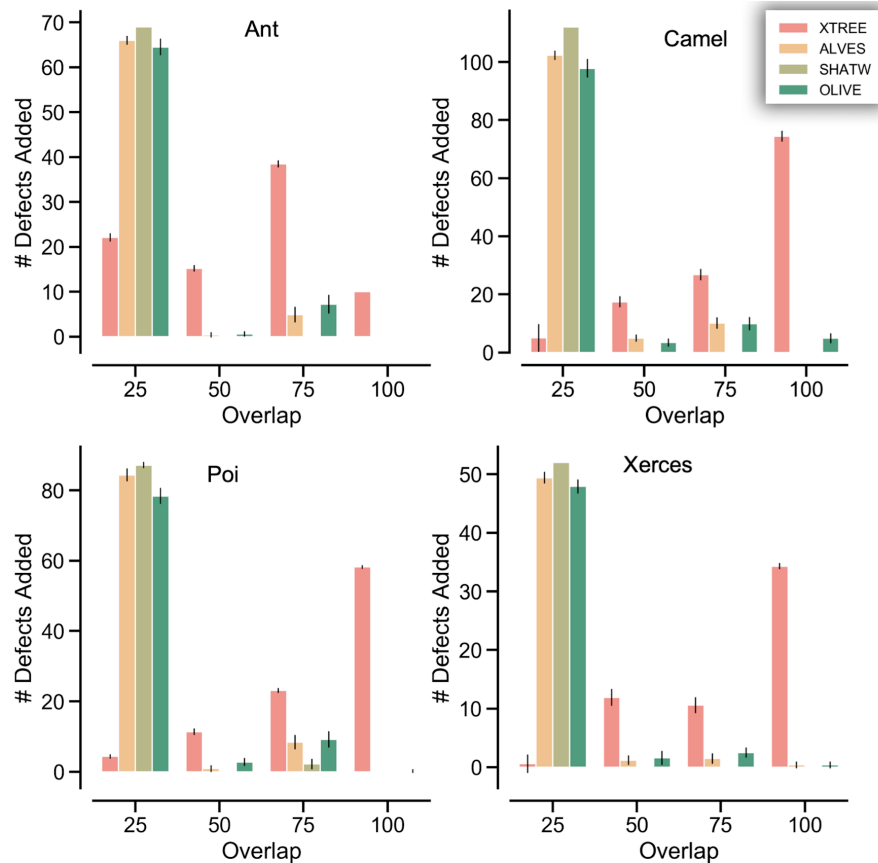 Ant
# Defects Added
70
60
50
40
30
20
10
0
25 50 75 100
Overlap
Camel
# Defects Added
100
80
60
40
20
0
25 50 75 100
Overlap
XTREE
ALVES
SHATW
OLIVE
Poi
# Defects Added
80
60
40
20
0
25 50 75 100
Overlap
Xerces
# Defects Added
50
40
30
20
10
0
25 50 75 100
Overlap